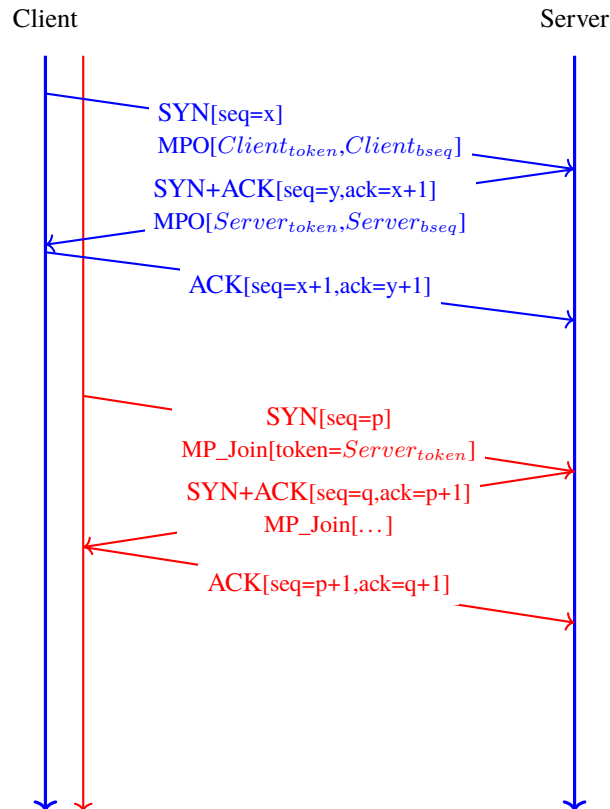 Client Server
SYN[seq=x]
MPO[Client_token,Client_bseq]
SYN+ACK[seq=y,ack=x+1]
MPO[Server_token,Server_bseq]
ACK[seq=x+1,ack=y+1]
SYN[seq=p]
MP_Join[token=Server_token]
SYN+ACK[seq=q,ack=p+1]
MP_Join[...]
ACK[seq=p+1,ack=q+1]